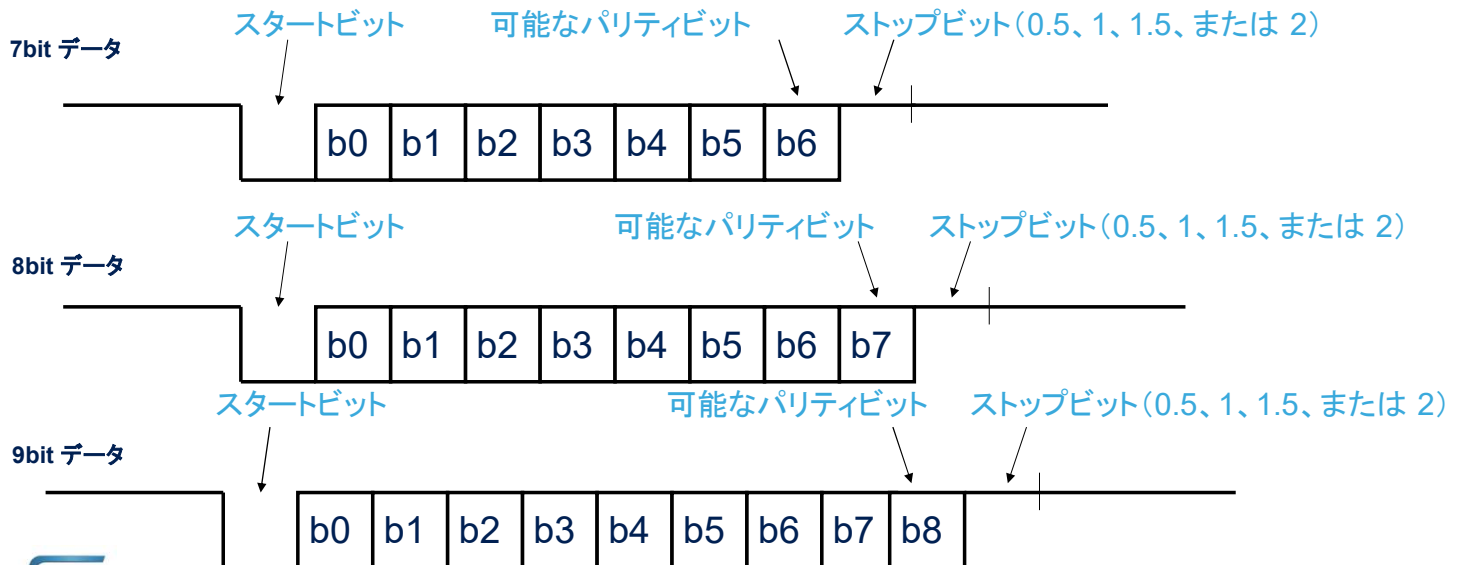 スタートビット 可能なパリティビット ストップビット（0.5、1、1.5、または 2）
7bit データ
b0 b1 b2 b3 b4 b5 b6
スタートビット 可能なパリティビット ストップビット（0.5、1、1.5、または 2）
8bit データ
b0 b1 b2 b3 b4 b5 b6 b7
スタートビット 可能なパリティビット ストップビット（0.5、1、1.5、または 2）
9bit データ
b0 b1 b2 b3 b4 b5 b6 b7 b8